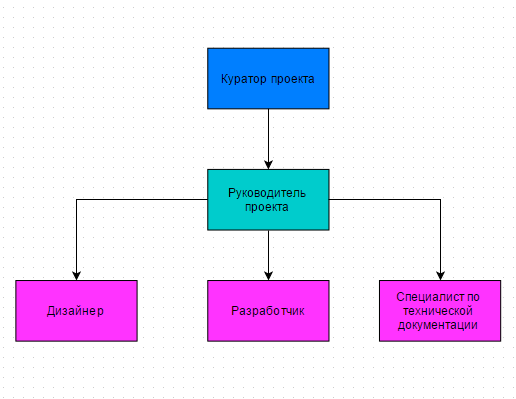 Куратор проекта
Руководитель
проекта
Дизайнер
Разработчик
Специалист по
технической
документации